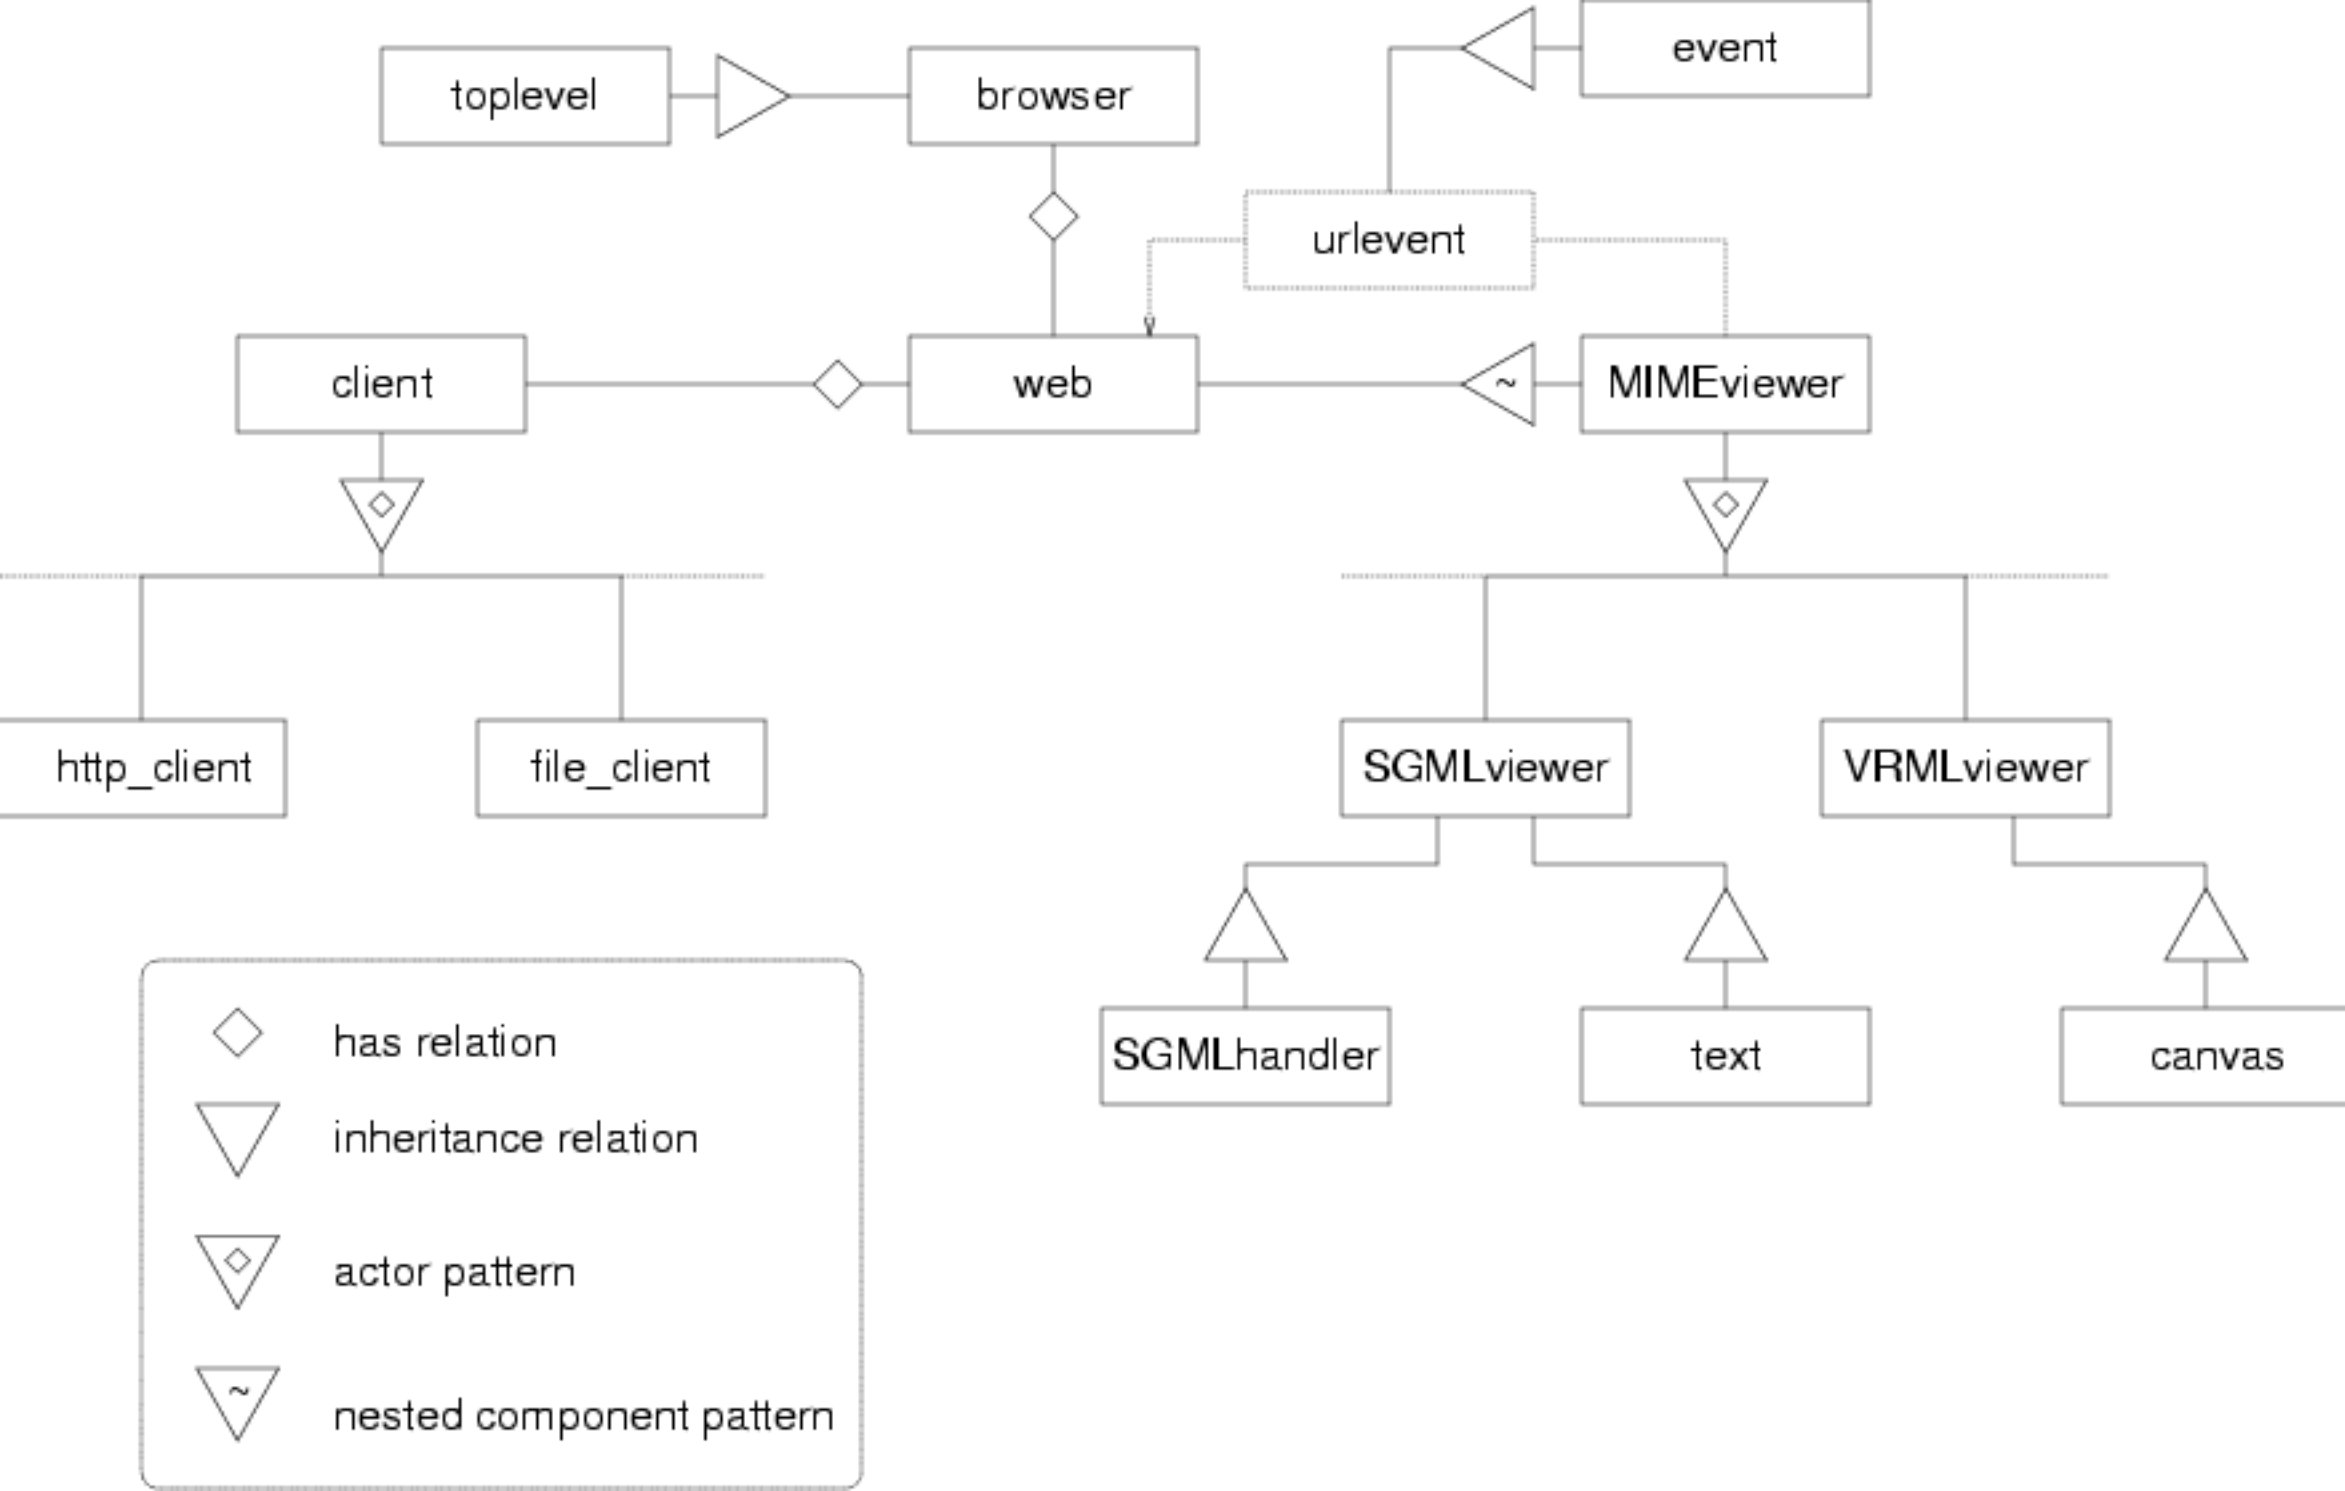 event
toplevel
browser
urlevent
client
web
~
MIMEviewer
http_client
file_client
SGMLviewer
VRMLviewer
SGMLhandler
text
canvas
has relation
inheritance relation
actor pattern
~
nested component pattern